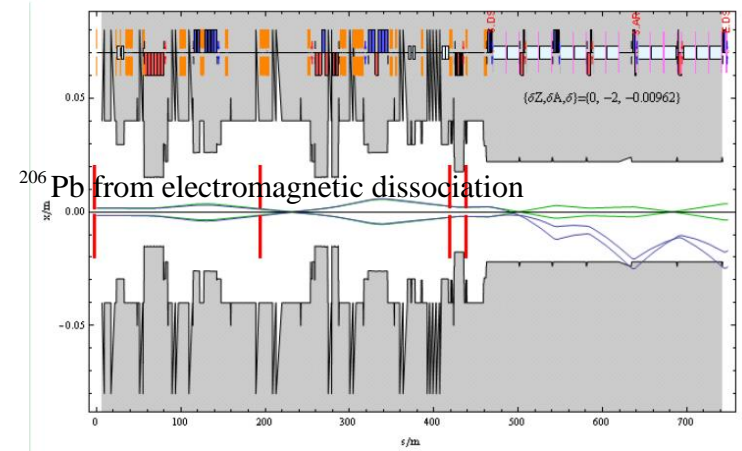 {δZ,δA,δ}={0, −2, −0.00962}
0.05
²⁰⁶Pb from electromagnetic dissociation
x/m
0.00
−0.05
0 100 200 300 400 500 600 700
s/m